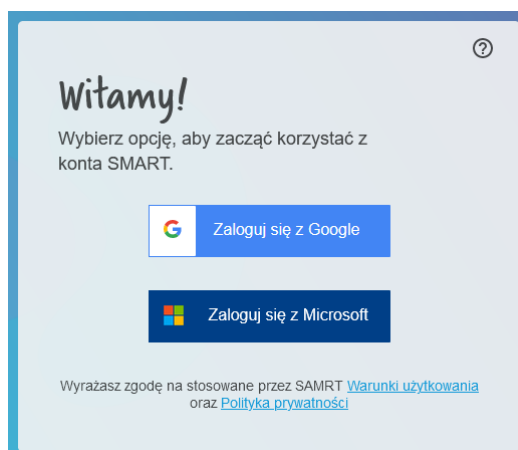 Witamy!
Wybierz opcję, aby zacząć korzystać z
konta SMART.
Zaloguj się z Google
Zaloguj się z Microsoft
Wyrażasz zgodę na stosowane przez SAMRT Warunki użytkowania
oraz Polityka prywatności